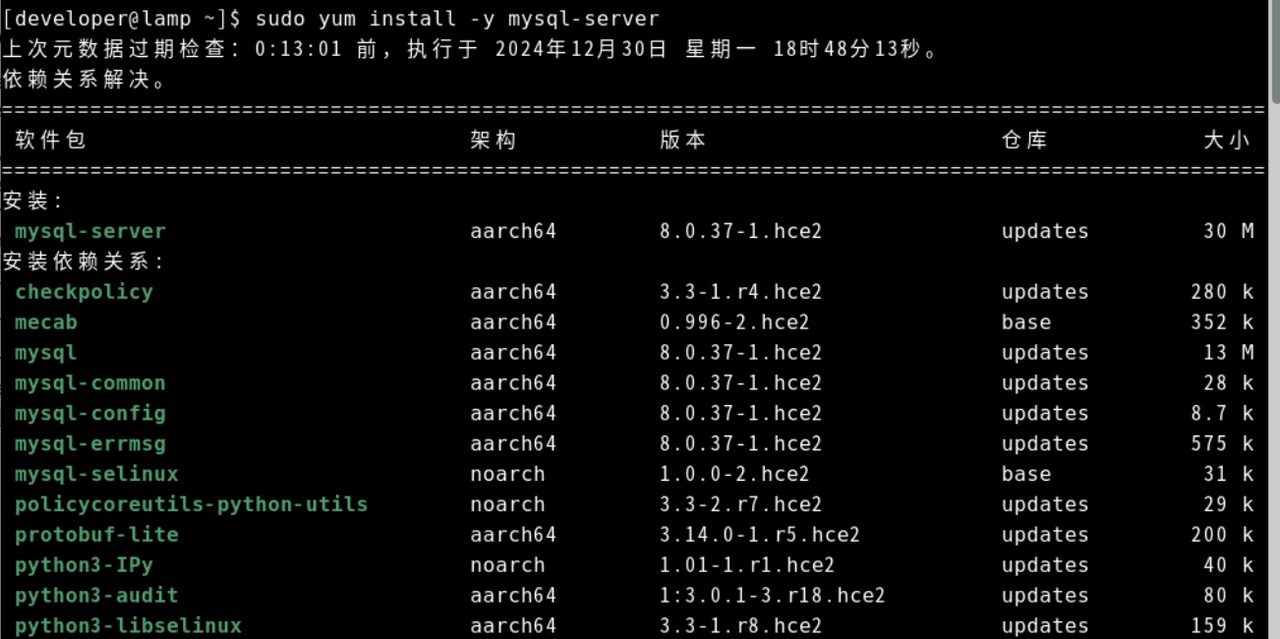 [developer@lamp ~]$ sudo yum install -y mysql-server
上次元数据过期检查：0:13:01 前，执行于 2024年12月30日 星期一 18时48分13秒。
依赖关系解决。
================================================================================
软件包 架构 版本 仓库 大小
================================================================================
安装:
mysql-server aarch64 8.0.37-1.hce2 updates 30 M
安装依赖关系:
checkpolicy aarch64 3.3-1.r4.hce2 updates 280 k
mecab aarch64 0.996-2.hce2 base 352 k
mysql aarch64 8.0.37-1.hce2 updates 13 M
mysql-common aarch64 8.0.37-1.hce2 updates 28 k
mysql-config aarch64 8.0.37-1.hce2 updates 8.7 k
mysql-errmsg aarch64 8.0.37-1.hce2 updates 575 k
mysql-selinux noarch 1.0.0-2.hce2 base 31 k
policycoreutils-python-utils noarch 3.3-2.r7.hce2 updates 29 k
protobuf-lite aarch64 3.14.0-1.r5.hce2 updates 200 k
python3-IPy noarch 1.01-1.r1.hce2 updates 40 k
python3-audit aarch64 1:3.0.1-3.r18.hce2 updates 80 k
python3-libselinux aarch64 3.3-1.r8.hce2 updates 159 k